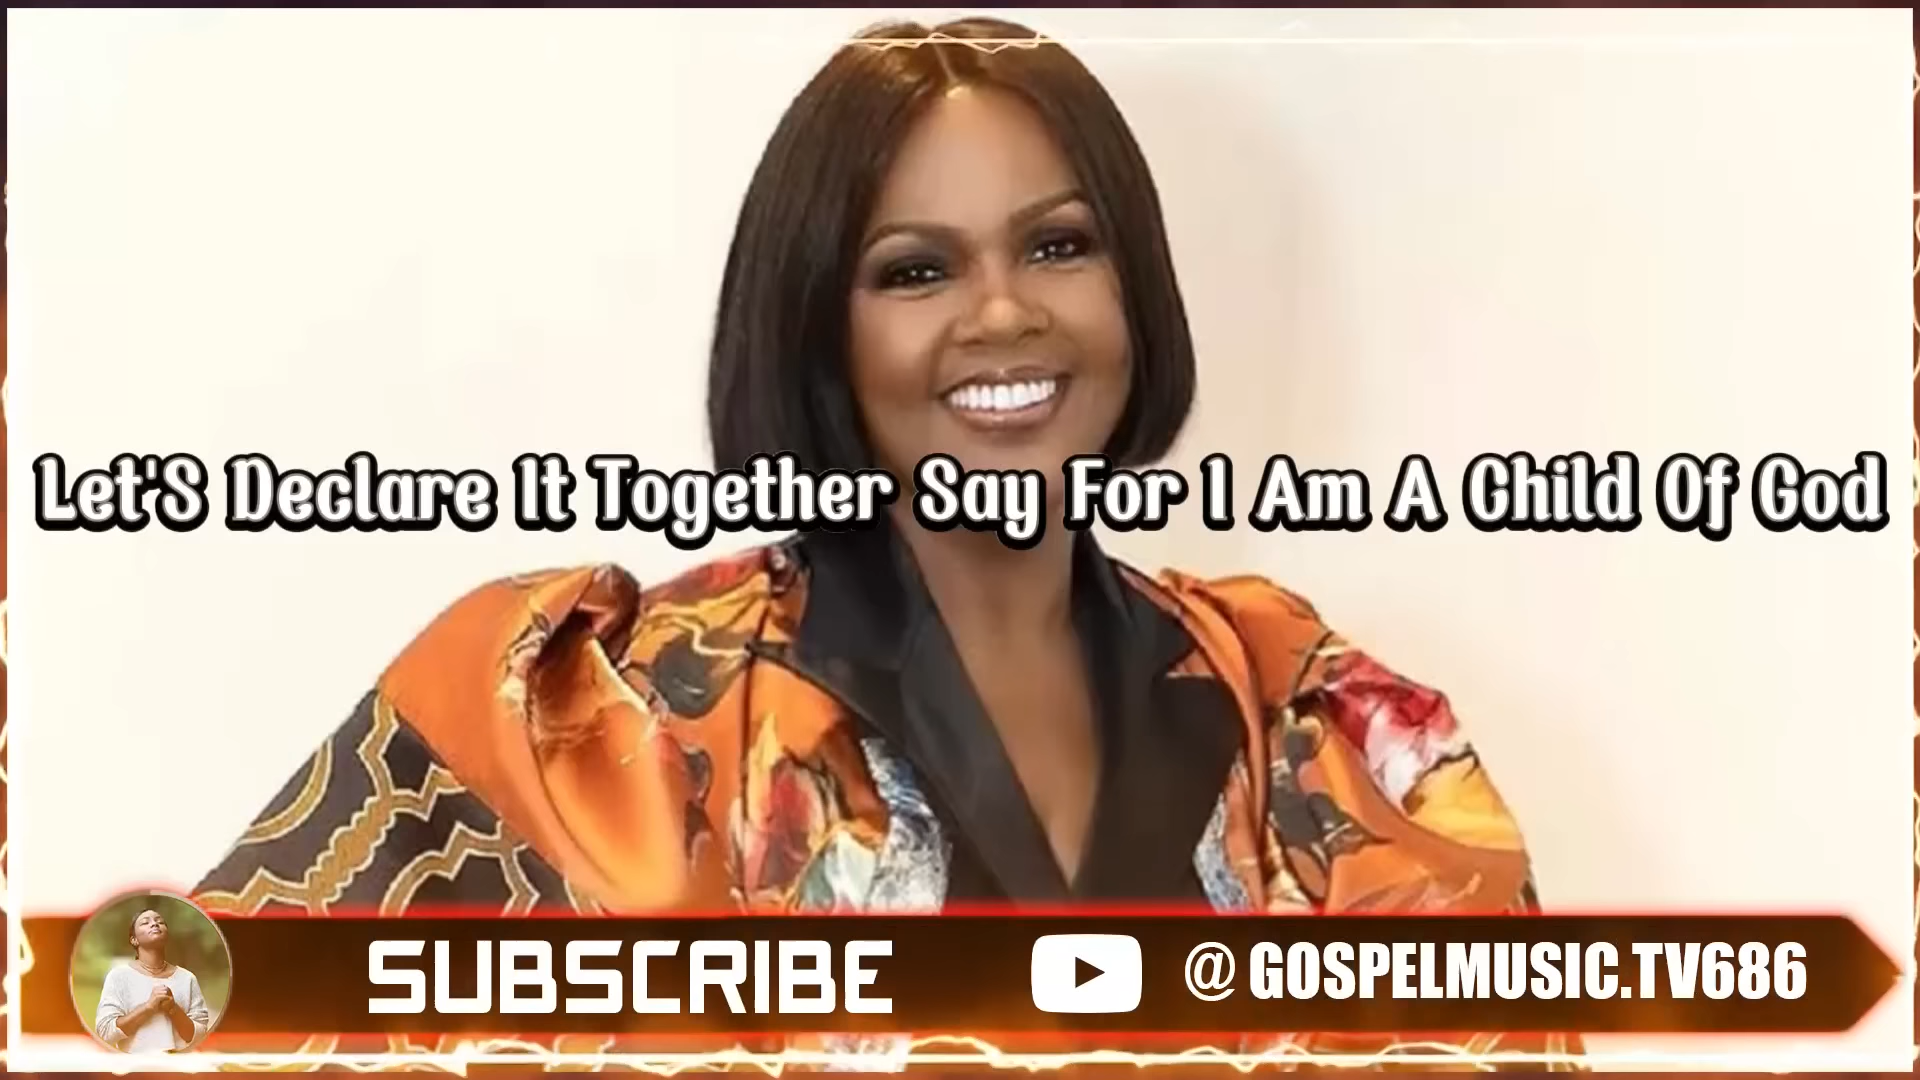 Let'S Declare It Together Say For I Am A Child Of God
SUBSCRIBE
@GOSPELMUSIC.TV686